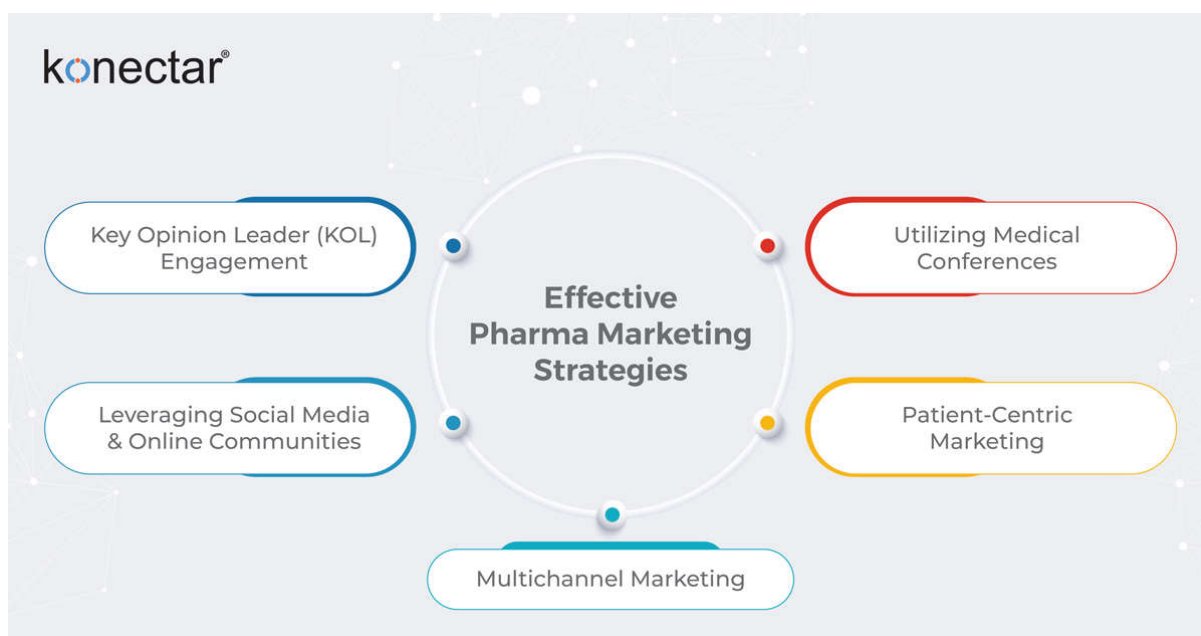 konectar®
Key Opinion Leader (KOL)
Engagement
Utilizing Medical
Conferences
Effective
Pharma Marketing
Strategies
Leveraging Social Media
& Online Communities
Patient-Centric
Marketing
Multichannel Marketing